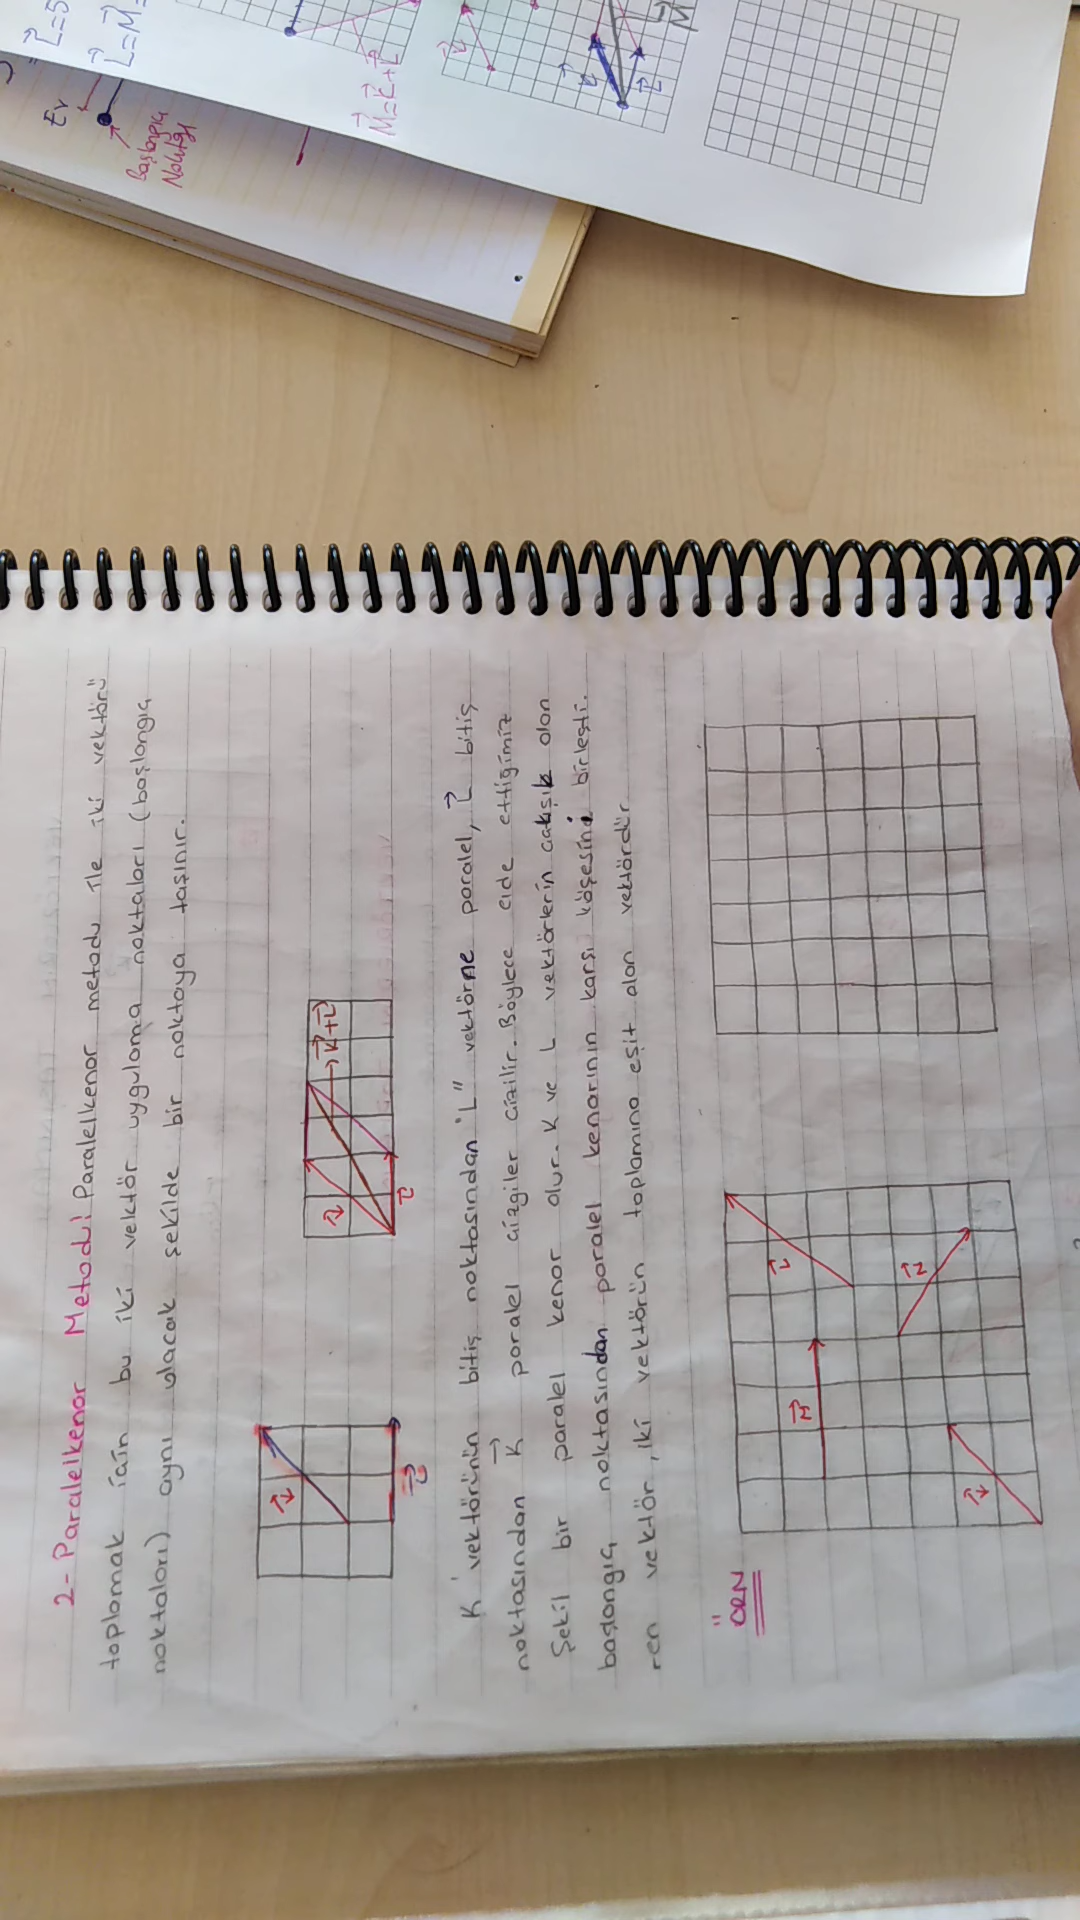 2- Paralelkenar Metodu: Paralelkenar metodu ile iki vektörü
toplamak için bu iki vektör uygulama noktaları (başlangıç
noktaları) aynı olacak şekilde bir noktaya taşınır.
K
L
K
L
K+L
K vektörünün bitiş noktasından "L" vektörne paralel, L bitiş
noktasından K paralel çizgiler çizilir. Böylece elde ettiğimiz
Şekil bir paralel kenar olur. K ve L vektörlerin çakışık olan
başlangıç noktasından paralel kenarının karşı köşesini birleşti.
ren vektör, iki vektörün toplamına eşit olan vektördür.
ÖRN
M
L
K
N
L=5
L=M=
Ev
Başlangıç
Noktası
M=K+L
K
K
L
M